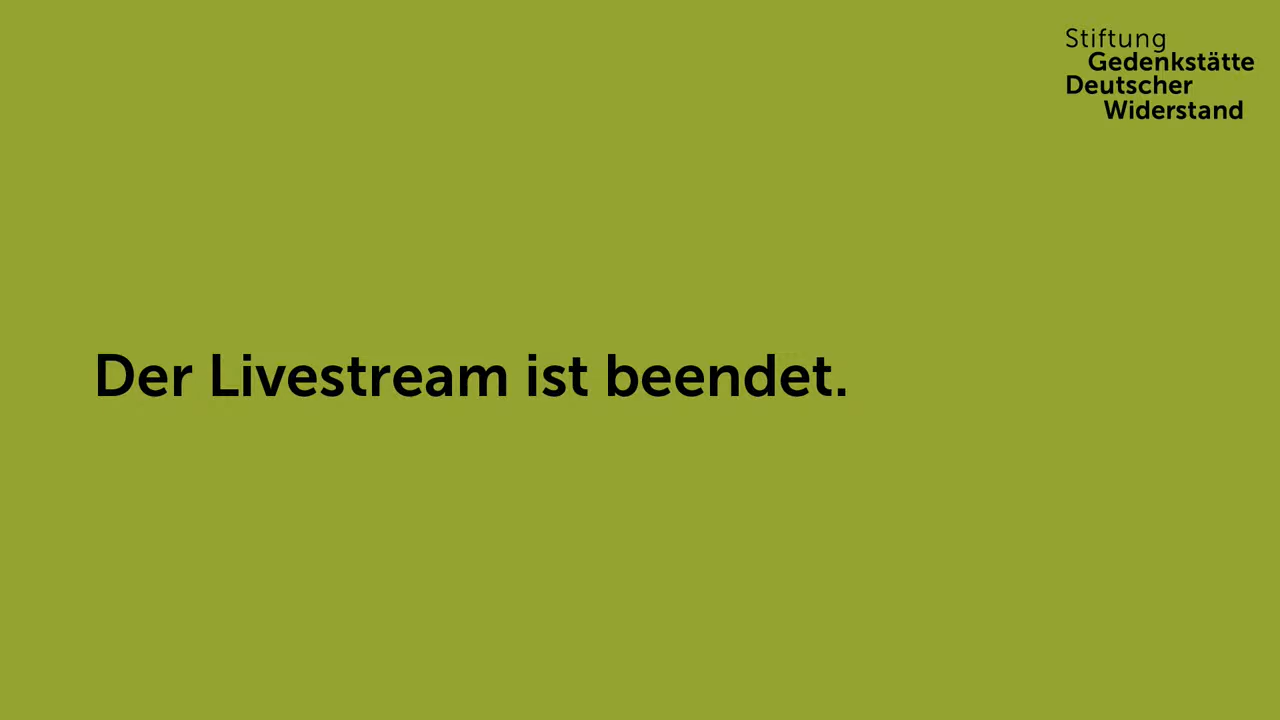 Stiftung
Gedenkstätte
Deutscher
Widerstand
Der Livestream ist beendet.